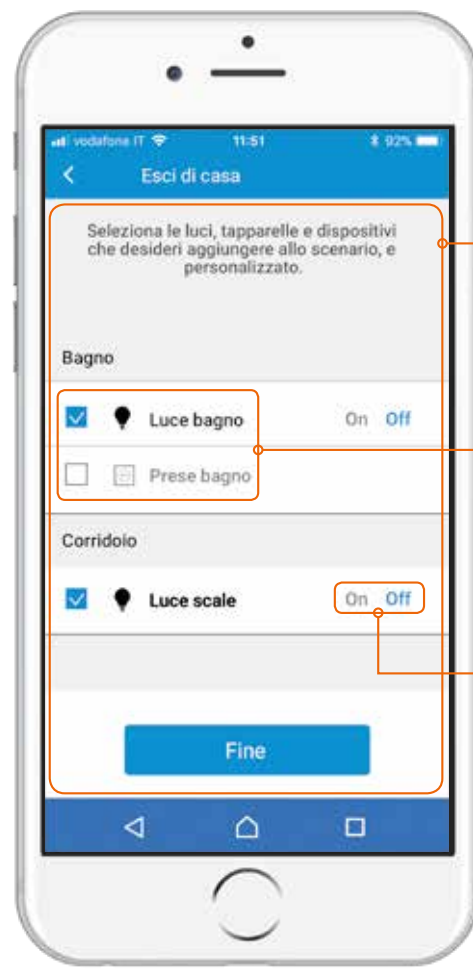 vodafone IT 11:51 92%
Esci di casa
Seleziona le luci, tapparelle e dispositivi
che desideri aggiungere allo scenario, e
personalizzato.
Bagno
Luce bagno On Off
Prese bagno
Corridoio
Luce scale On Off
Fine